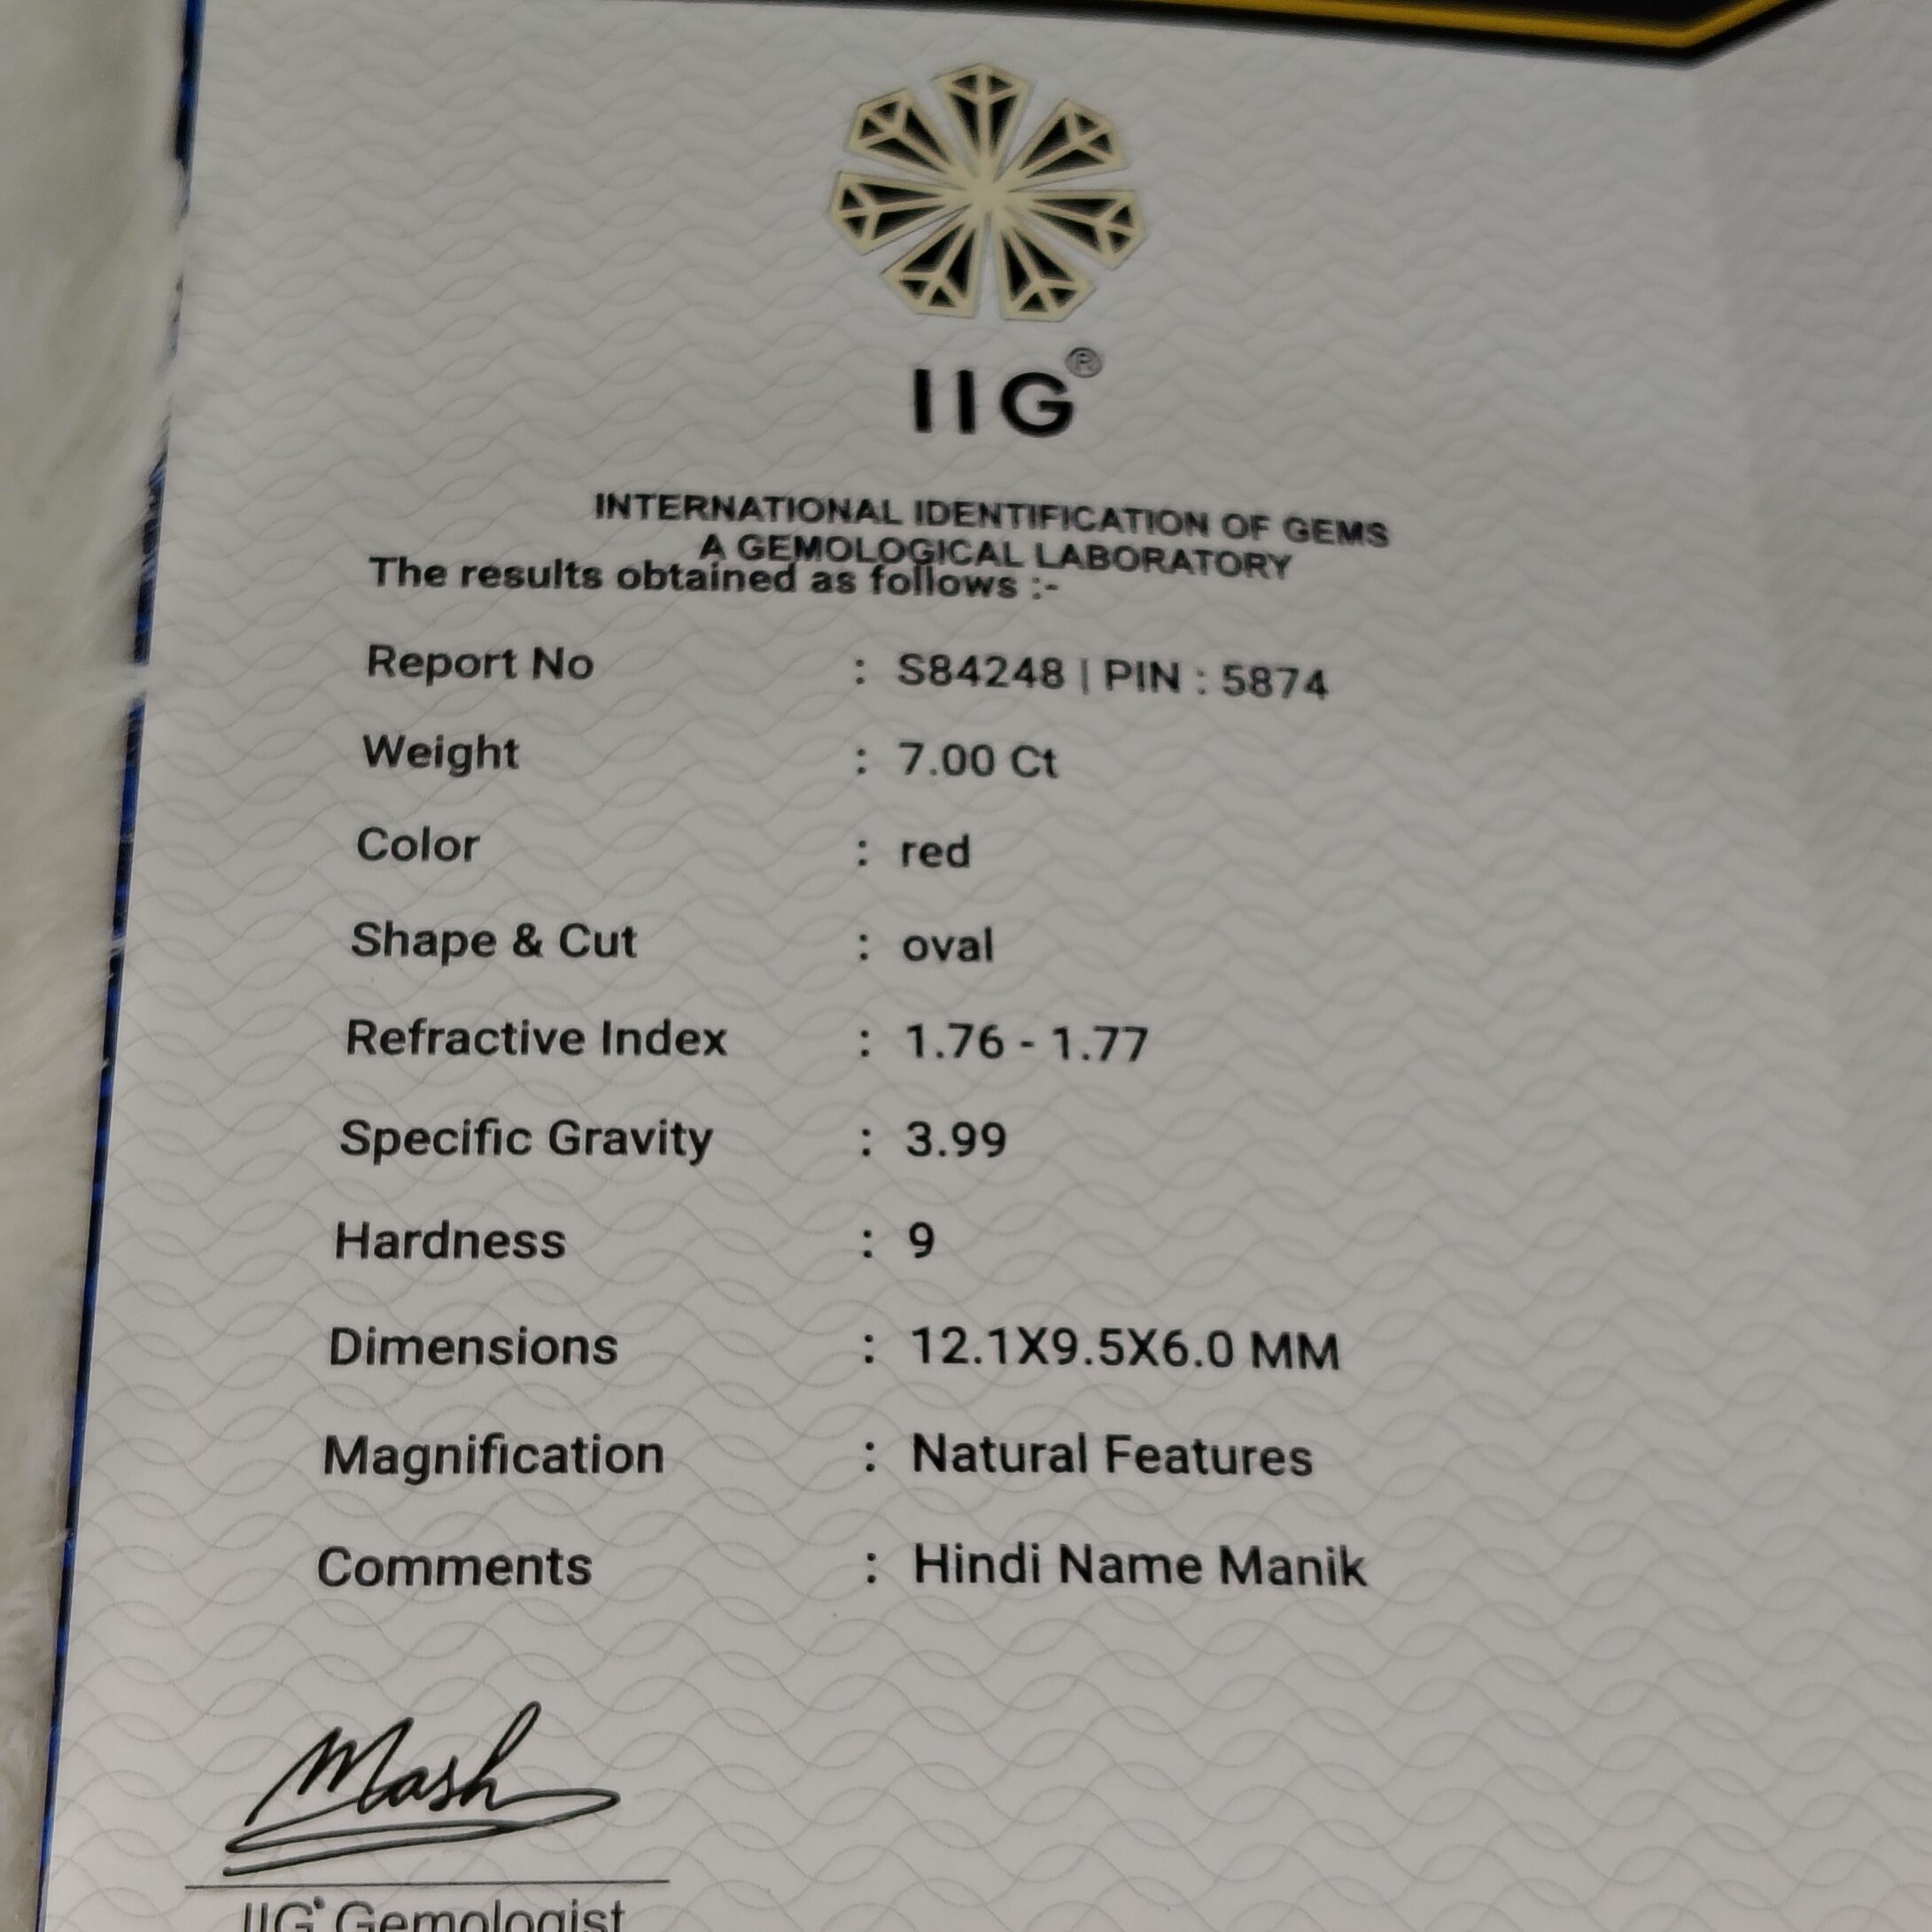 IIG®
INTERNATIONAL IDENTIFICATION OF GEMS
A GEMOLOGICAL LABORATORY
The results obtained as follows :-
Report No : S84248 | PIN : 5874
Weight : 7.00 Ct
Color : red
Shape & Cut : oval
Refractive Index : 1.76 - 1.77
Specific Gravity : 3.99
Hardness : 9
Dimensions : 12.1X9.5X6.0 MM
Magnification : Natural Features
Comments : Hindi Name Manik
Mash
IIG® Gemologist